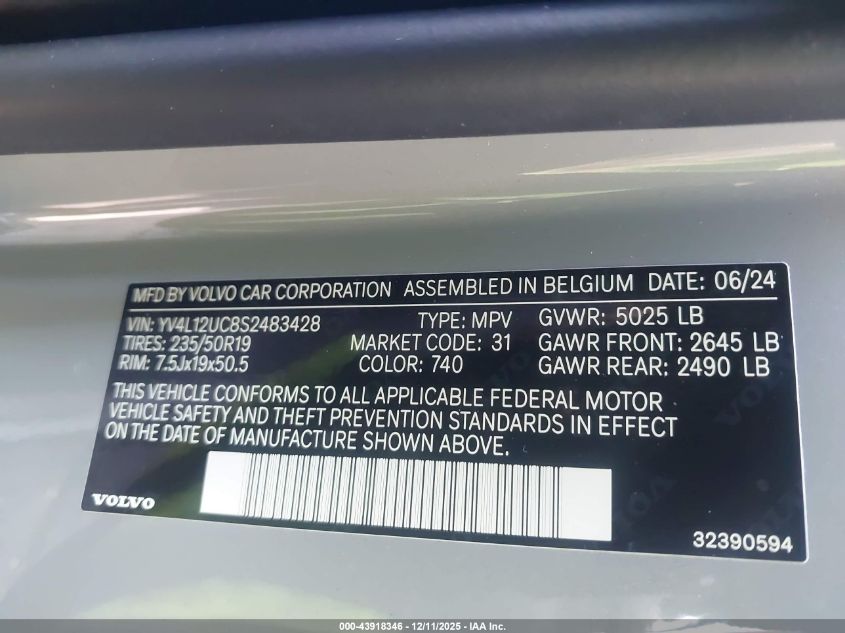 MFD BY VOLVO CAR CORPORATION ASSEMBLED IN BELGIUM DATE: 06/24
VIN: YV4L12UC8S2483428 TYPE: MPV GVWR: 5025 LB
TIRES: 235/50R19 MARKET CODE: 31 GAWR FRONT: 2645 LB
RIM: 7.5Jx19x50.5 COLOR: 740 GAWR REAR: 2490 LB
THIS VEHICLE CONFORMS TO ALL APPLICABLE FEDERAL MOTOR
VEHICLE SAFETY AND THEFT PREVENTION STANDARDS IN EFFECT
ON THE DATE OF MANUFACTURE SHOWN ABOVE.
VOLVO
32390594
000-43918346 - 12/11/2025 - IAA Inc.